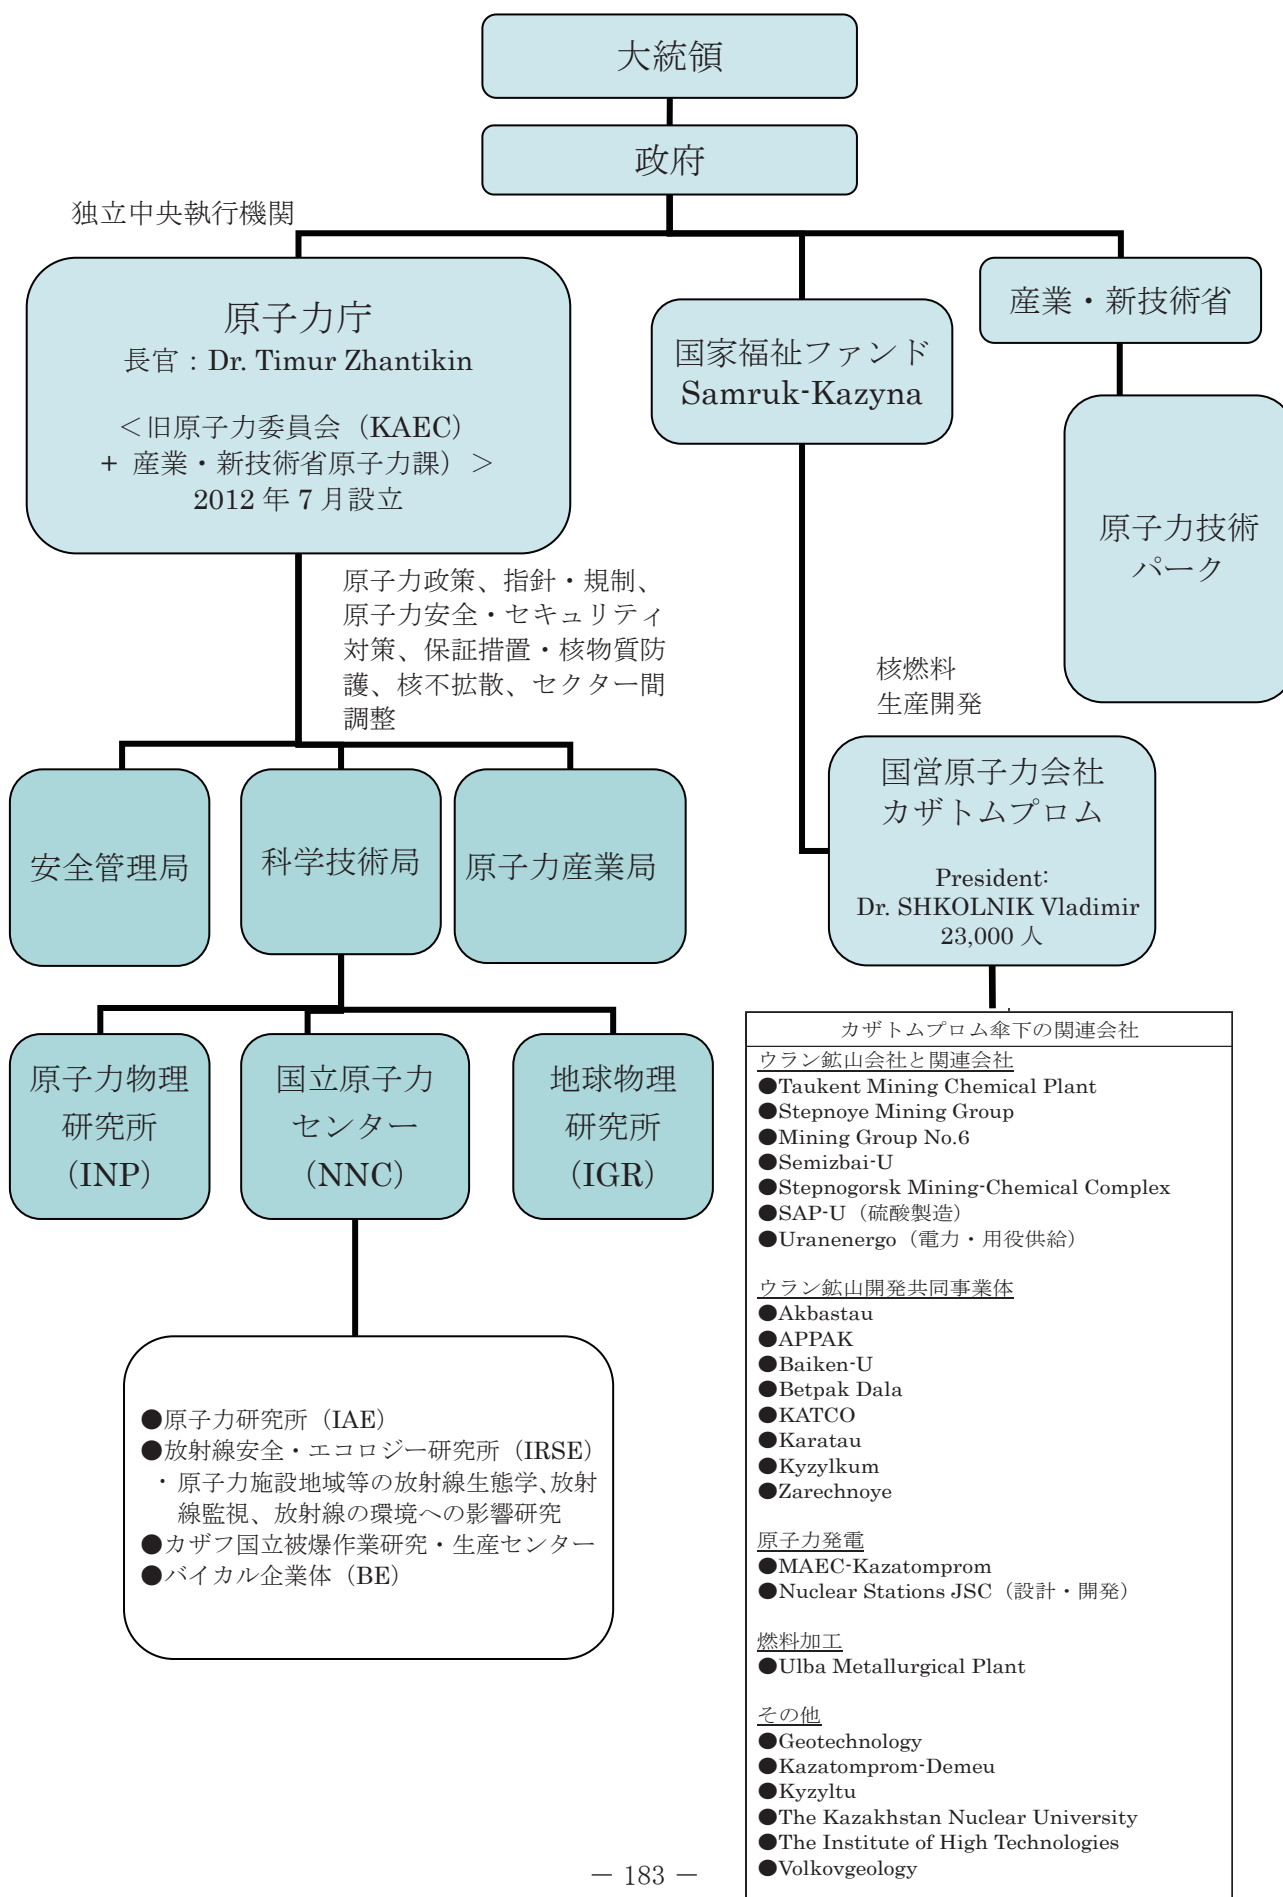 大統領
政府
独立中央執行機関
原子力庁
長官：Dr. Timur Zhantikin
＜旧原子力委員会（KAEC）
+ 産業・新技術省原子力課）＞
2012 年 7 月設立
国家福祉ファンド
Samruk-Kazyna
産業・新技術省
原子力技術
パーク
原子力政策、指針・規制、
原子力安全・セキュリティ
対策、保証措置・核物質防
護、核不拡散、セクター間
調整
核燃料
生産開発
安全管理局
科学技術局
原子力産業局
国営原子力会社
カザトムプロム
President:
Dr. SHKOLNIK Vladimir
23,000 人
原子力物理
研究所
(INP)
国立原子力
センター
(NNC)
地球物理
研究所
(IGR)
●原子力研究所（IAE）
●放射線安全・エコロジー研究所（IRSE）
・原子力施設地域等の放射線生態学、放射
線監視、放射線の環境への影響研究
●カザフ国立被爆作業研究・生産センター
●バイカル企業体（BE）
カザトムプロム傘下の関連会社
ウラン鉱山会社と関連会社
●Taukent Mining Chemical Plant
●Stepnoye Mining Group
●Mining Group No.6
●Semizbai-U
●Stepnogorsk Mining-Chemical Complex
●SAP-U（硫酸製造）
●Uranenergo（電力・用役供給）
ウラン鉱山開発共同事業体
●Akbastau
●APPAK
●Baiken-U
●Betpak Dala
●KATCO
●Karatau
●Kyzylkum
●Zarechnoye
原子力発電
●MAEC-Kazatomprom
●Nuclear Stations JSC（設計・開発）
燃料加工
●Ulba Metallurgical Plant
その他
●Geotechnology
●Kazatomprom-Demeu
●Kyzyltu
●The Kazakhstan Nuclear University
●The Institute of High Technologies
●Volkovgeology
－ 183 －